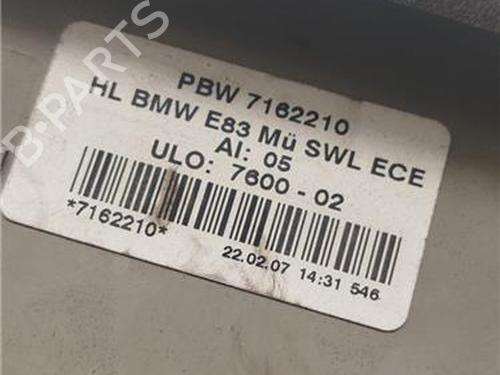 PBW 7162210
HL BMW E83 Mü SWL ECE
AI: 05
ULO: 7600 - 02
*7162210*
22.02.07 14:31 546
B-PARTS